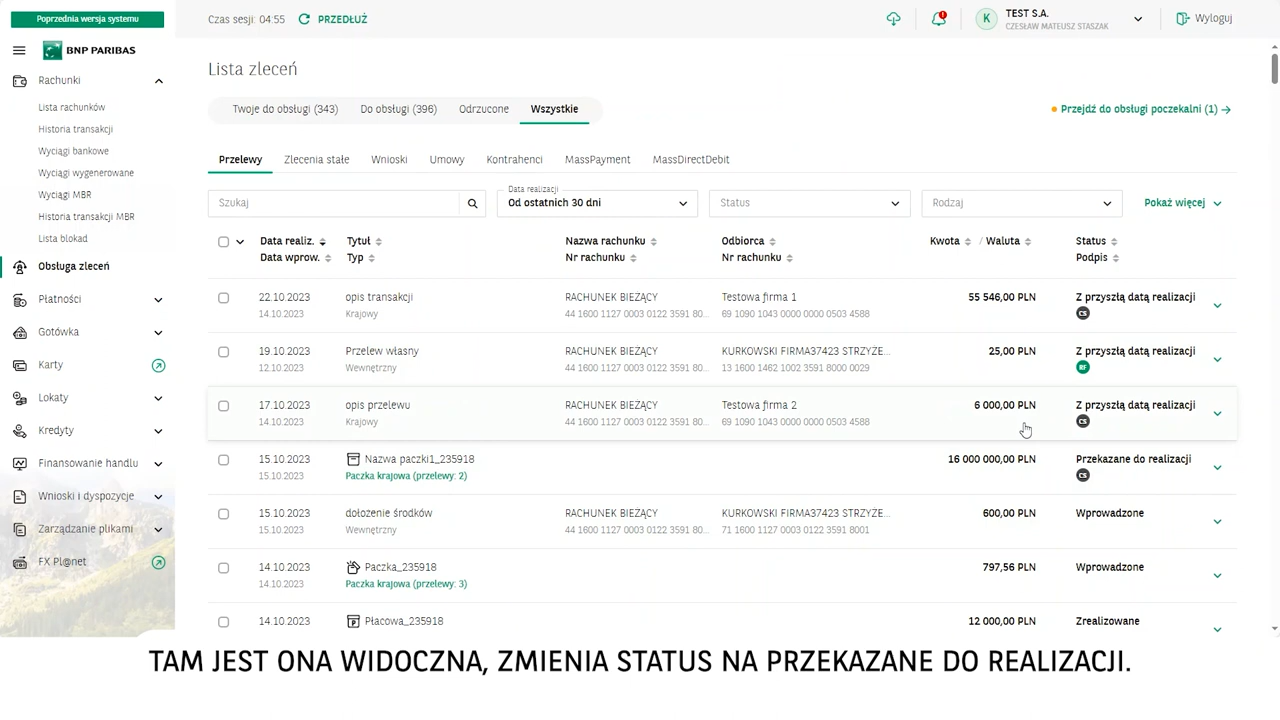 Poprzednia wersja systemu
Czas sesji: 04:55 PRZEDŁUŻ
K TEST S.A.
CZESŁAW MATEUSZ STASZAK
Wyloguj
BNP PARIBAS
Rachunki
Lista rachunków
Historia transakcji
Wyciągi bankowe
Wyciągi wygenerowane
Wyciągi MBR
Historia transakcji MBR
Lista blokad
Obsługa zleceń
Płatności
Gotówka
Karty
Lokaty
Kredyty
Finansowanie handlu
Wnioski i dyspozycje
Zarządzanie plikami
FX Pl@net
Lista zleceń
Twoje do obsługi (343) Do obsługi (396) Odrzucone Wszystkie
Przejdź do obsługi poczekalni (1)
Przelewy Zlecenia stałe Wnioski Umowy Kontrahenci MassPayment MassDirectDebit
Data realizacji
Szukaj Od ostatnich 30 dni Status Rodzaj Pokaż więcej
Data realiz. Tytuł Nazwa rachunku Odbiorca Kwota / Waluta Status
Data wprow. Typ Nr rachunku Nr rachunku Podpis
22.10.2023 opis transakcji RACHUNEK BIEŻĄCY Testowa firma 1 55 546,00 PLN Z przyszłą datą realizacji
14.10.2023 Krajowy 44 1600 1127 0003 0122 3591 80... 69 1090 1043 0000 0000 0503 4588 CS
19.10.2023 Przelew własny RACHUNEK BIEŻĄCY KURKOWSKI FIRMA37423 STRZYŻE... 25,00 PLN Z przyszłą datą realizacji
12.10.2023 Wewnętrzny 44 1600 1127 0003 0122 3591 80... 13 1600 1462 1002 3591 8000 0029 RF
17.10.2023 opis przelewu RACHUNEK BIEŻĄCY Testowa firma 2 6 000,00 PLN Z przyszłą datą realizacji
14.10.2023 Krajowy 44 1600 1127 0003 0122 3591 80... 69 1090 1043 0000 0000 0503 4588 CS
15.10.2023 Nazwa paczki1_235918 16 000 000,00 PLN Przekazane do realizacji
15.10.2023 Paczka krajowa (przelewy: 2) CS
15.10.2023 dołożenie środków RACHUNEK BIEŻĄCY KURKOWSKI FIRMA37423 STRZYŻE... 600,00 PLN Wprowadzone
15.10.2023 Wewnętrzny 44 1600 1127 0003 0122 3591 80... 71 1600 1127 0003 0122 3591 8001
14.10.2023 Paczka_235918 797,56 PLN Wprowadzone
14.10.2023 Paczka krajowa (przelewy: 3)
14.10.2023 P Płacowa_235918 12 000,00 PLN Zrealizowane
TAM JEST ONA WIDOCZNA, ZMIENIA STATUS NA PRZEKAZANE DO REALIZACJI.